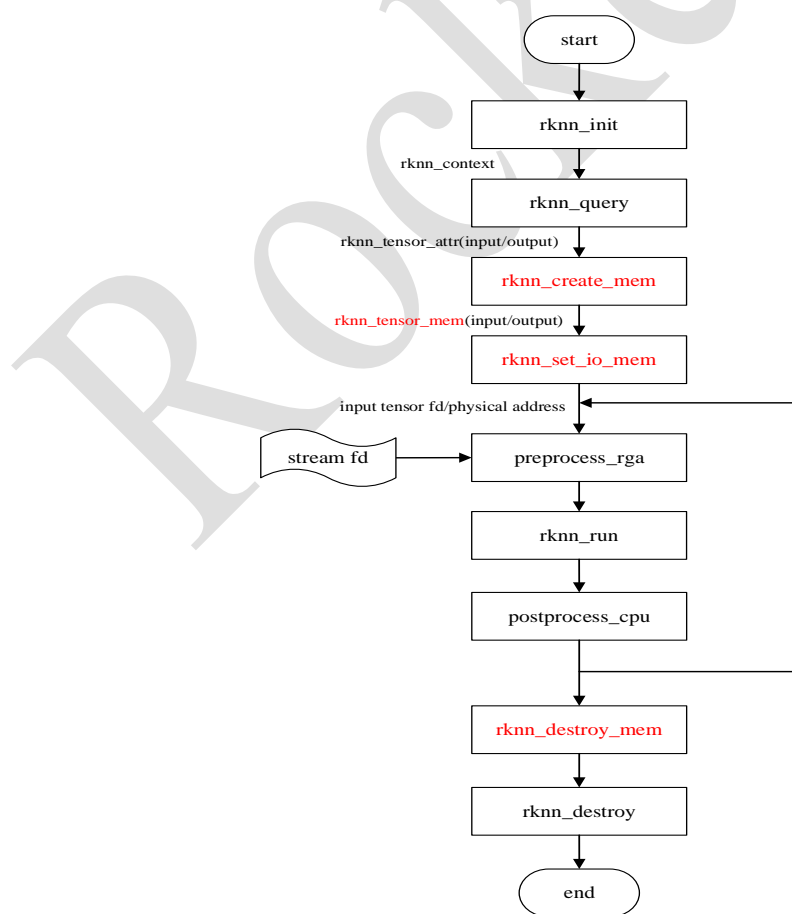 start
rknn_init
rknn_context
rknn_query
rknn_tensor_attr(input/output)
rknn_create_mem
rknn_tensor_mem(input/output)
rknn_set_io_mem
input tensor fd/physical address
stream fd
preprocess_rga
rknn_run
postprocess_cpu
rknn_destroy_mem
rknn_destroy
end
Rocke